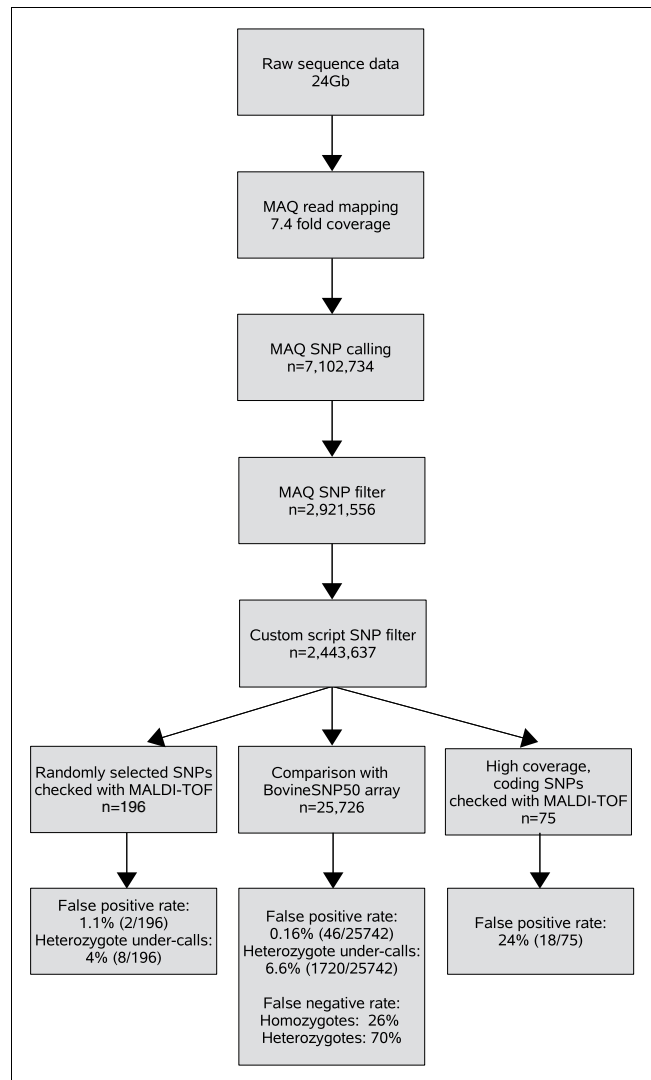 Raw sequence data
24Gb
MAQ read mapping
7.4 fold coverage
MAQ SNP calling
n=7,102,734
MAQ SNP filter
n=2,921,556
Custom script SNP filter
n=2,443,637
Randomly selected SNPs
checked with MALDI-TOF
n=196
Comparison with
BovineSNP50 array
n=25,726
High coverage,
coding SNPs
checked with MALDI-TOF
n=75
False positive rate:
1.1% (2/196)
Heterozygote under-calls:
4% (8/196)
False positive rate:
0.16% (46/25742)
Heterozygote under-calls:
6.6% (1720/25742)
False negative rate:
Homozygotes: 26%
Heterozygotes: 70%
False positive rate:
24% (18/75)